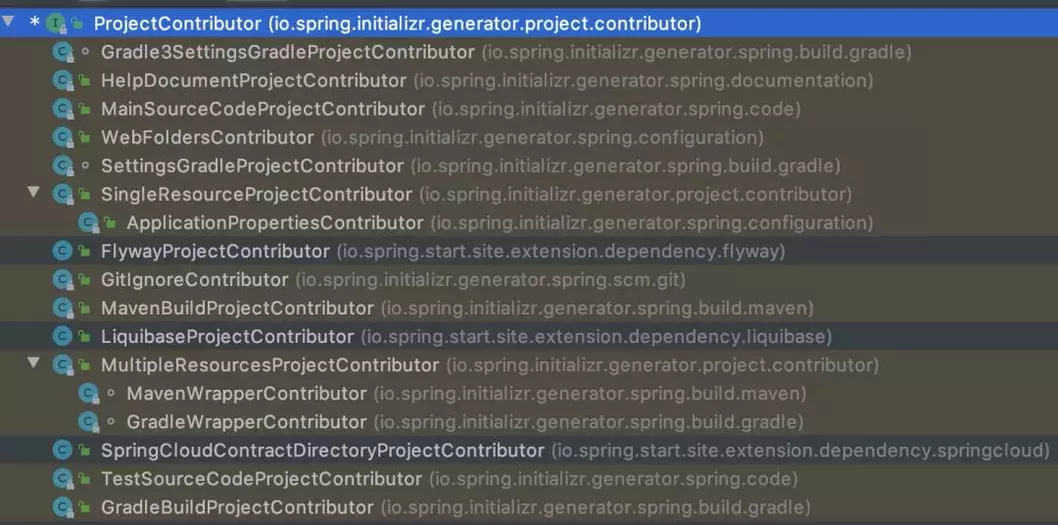 * ProjectContributor (io.spring.initializr.generator.project.contributor)
Gradle3SettingsGradleProjectContributor (io.spring.initializr.generator.spring.build.gradle)
HelpDocumentProjectContributor (io.spring.initializr.generator.spring.documentation)
MainSourceCodeProjectContributor (io.spring.initializr.generator.spring.code)
WebFoldersContributor (io.spring.initializr.generator.spring.configuration)
SettingsGradleProjectContributor (io.spring.initializr.generator.spring.build.gradle)
SingleResourceProjectContributor (io.spring.initializr.generator.project.contributor)
ApplicationPropertiesContributor (io.spring.initializr.generator.spring.configuration)
FlywayProjectContributor (io.spring.start.site.extension.dependency.flyway)
GitIgnoreContributor (io.spring.initializr.generator.spring.scm.git)
MavenBuildProjectContributor (io.spring.initializr.generator.spring.build.maven)
LiquibaseProjectContributor (io.spring.start.site.extension.dependency.liquibase)
MultipleResourcesProjectContributor (io.spring.initializr.generator.project.contributor)
MavenWrapperContributor (io.spring.initializr.generator.spring.build.maven)
GradleWrapperContributor (io.spring.initializr.generator.spring.build.gradle)
SpringCloudContractDirectoryProjectContributor (io.spring.start.site.extension.dependency.springcloud)
TestSourceCodeProjectContributor (io.spring.initializr.generator.spring.code)
GradleBuildProjectContributor (io.spring.initializr.generator.spring.build.gradle)